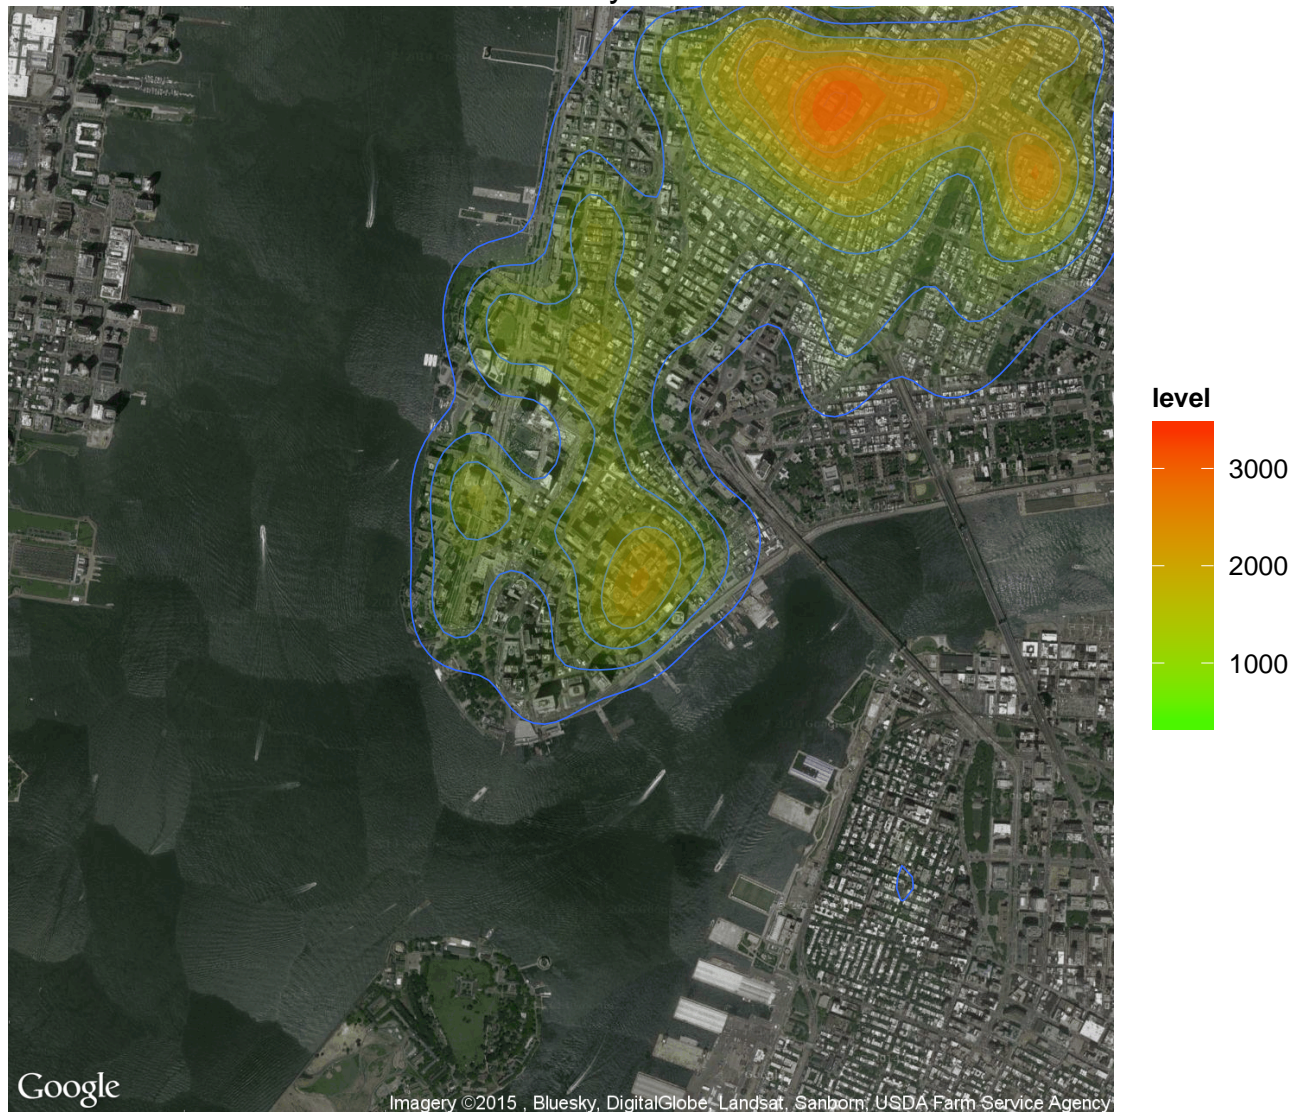 level
3000
2000
1000
Google
Imagery ©2015 , Bluesky, DigitalGlobe, Landsat, Sanborn, USDA Farm Service Agency